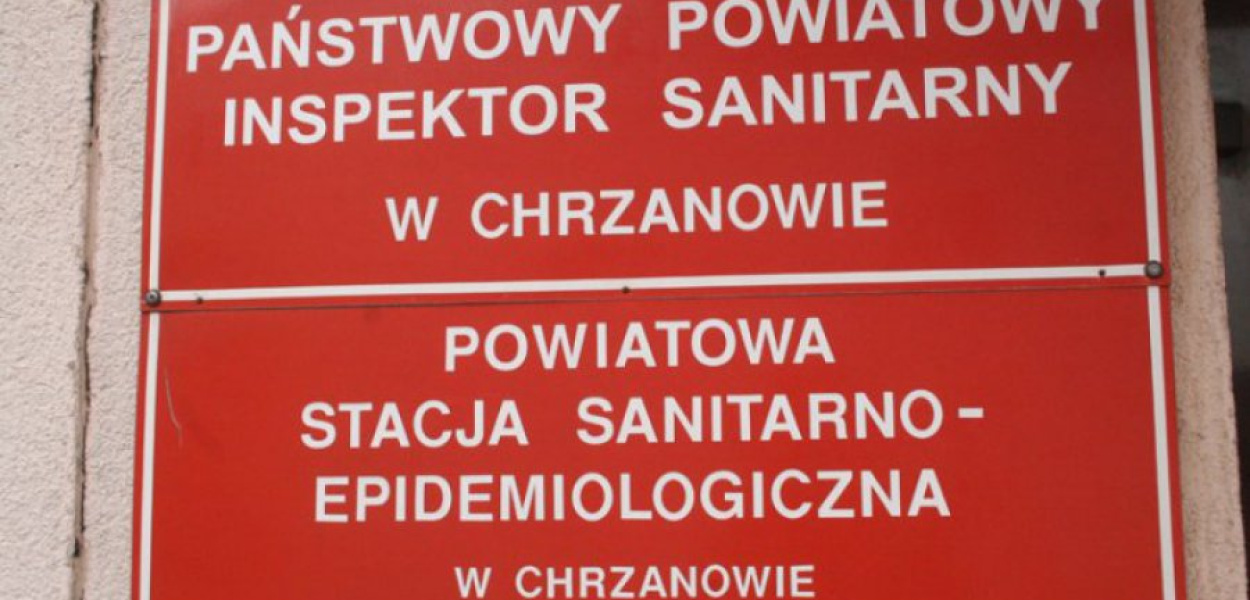 PAŃSTWOWY POWIATOWY
INSPEKTOR SANITARNY
W CHRZANOWIE
POWIATOWA
STACJA SANITARNO-
EPIDEMIOLOGICZNA
W CHRZANOWIE